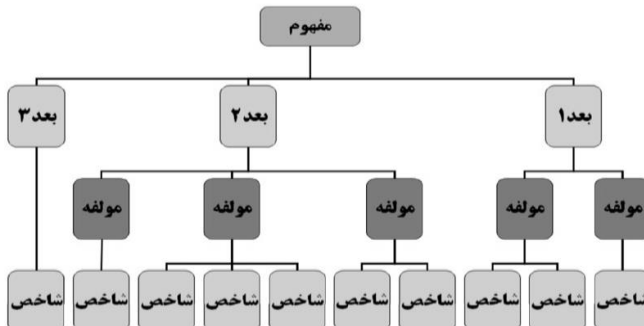 مفهوم
بعد۱ بعد۲ بعد۳
مولفه مولفه مولفه مولفه مولفه
شاخص شاخص شاخص شاخص شاخص شاخص شاخص شاخص شاخص شاخص